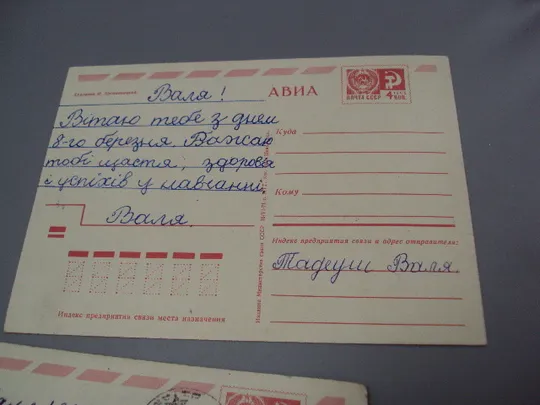 Валя!
АВИА
ПОЧТА СССР
4 КОП.
Вітаю тебе з днем
8-го березня. Бажаю
тобі щастя, здоров'я
і успіхів у навчанні.
Валя.
Куда
Кому
Индекс предприятия связи и адрес отправителя:
Тадеуш Валя.
Индекс предприятия связи места назначения